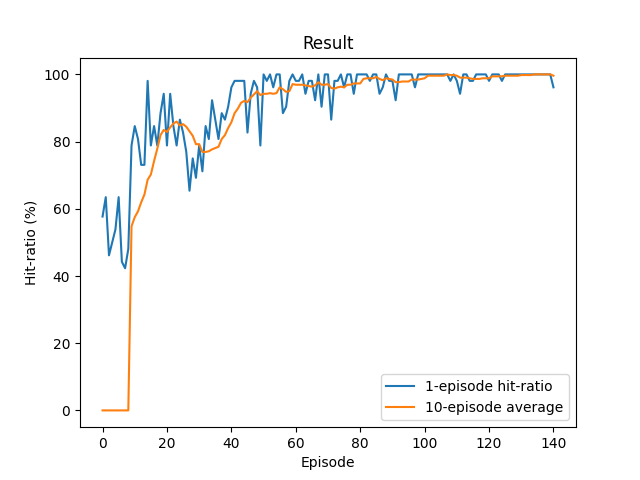 Result
Hit-ratio (%)
100
80
60
40
20
0
1-episode hit-ratio
10-episode average
0 20 40 60 80 100 120 140
Episode